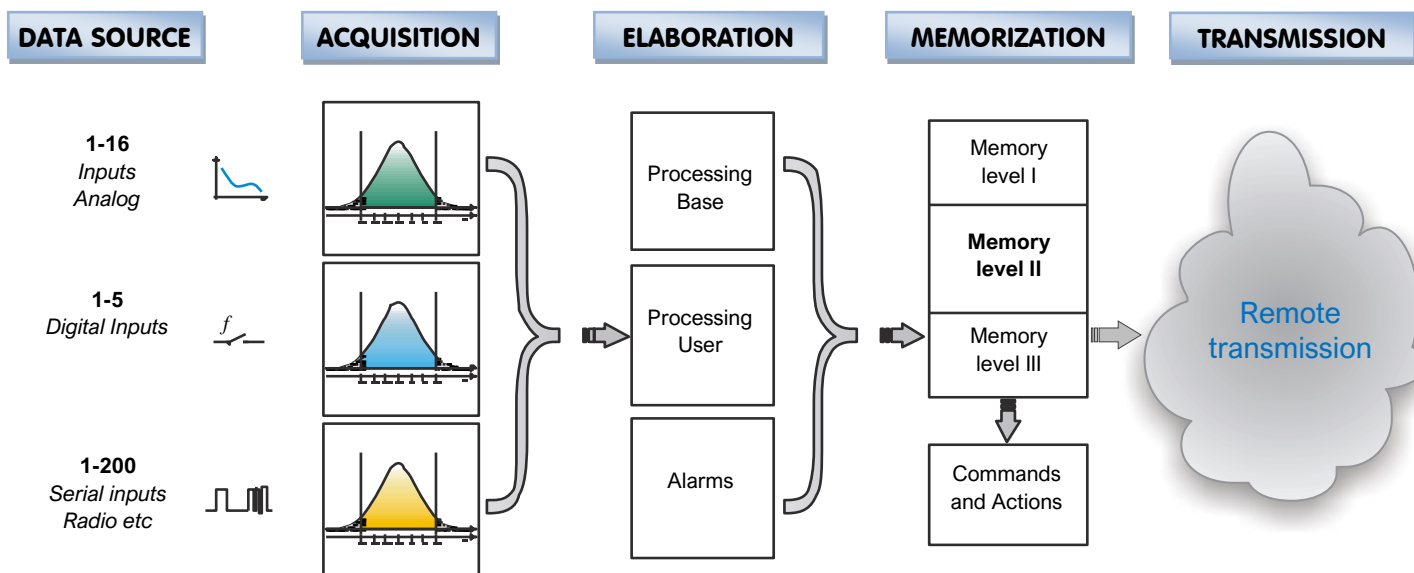 DATA SOURCE
ACQUISITION
ELABORATION
MEMORIZATION
TRANSMISSION
1-16
Inputs
Analog
1-5
Digital Inputs
f
1-200
Serial inputs
Radio etc
Processing
Base
Processing
User
Alarms
Memory
level I
Memory
level II
Memory
level III
Commands
and Actions
Remote
transmission